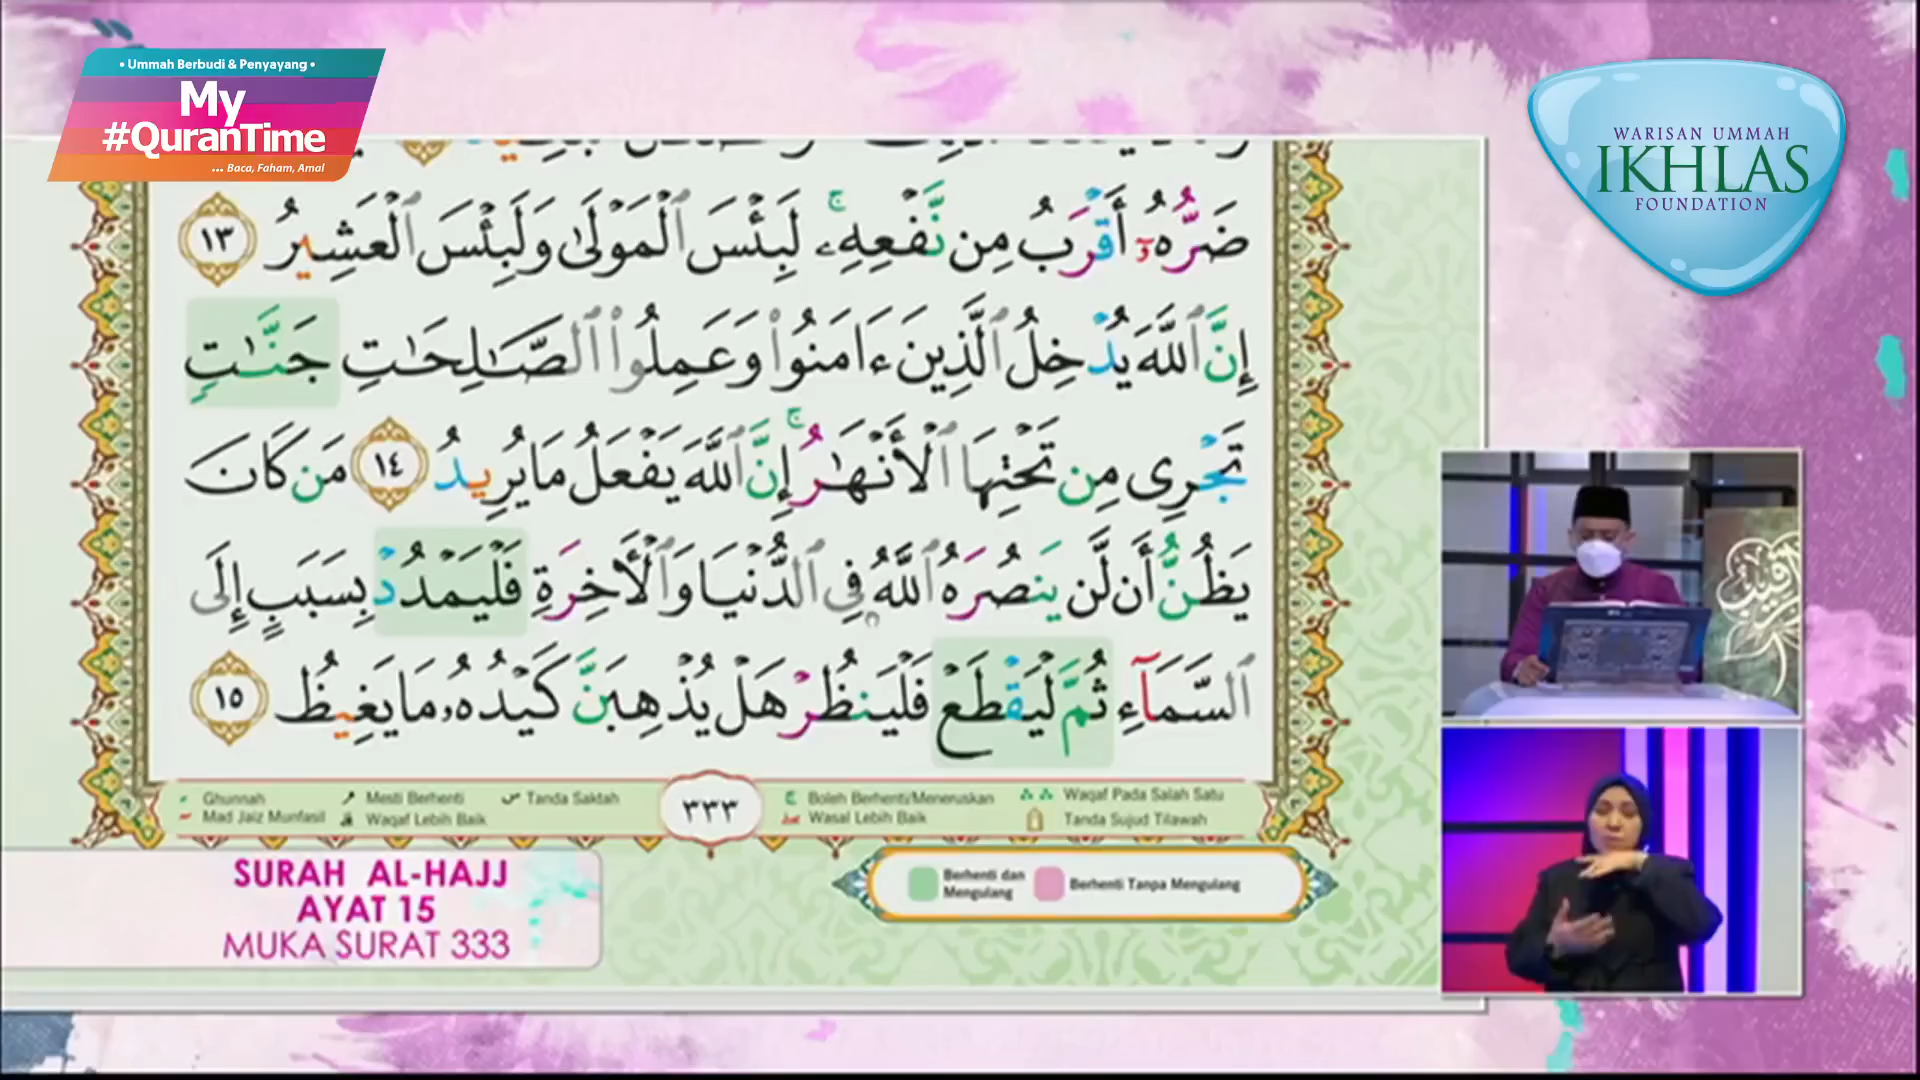 • Ummah Berbudi & Penyayang •
My
#QuranTime
... Baca, Faham, Amal
WARISAN UMMAH
IKHLAS
FOUNDATION
ضَرُّهُۥٓ أَقْرَبُ مِن نَّفْعِهِۦ ۚ لَبِئْسَ ٱلْمَوْلَىٰ وَلَبِئْسَ ٱلْعَشِيرُ ١٣
إِنَّ ٱللَّهَ يُدْخِلُ ٱلَّذِينَ ءَامَنُوا۟ وَعَمِلُوا۟ ٱلصَّـٰلِحَـٰتِ جَنَّـٰتٍ
تَجْرِى مِن تَحْتِهَا ٱلْأَنْهَـٰرُ ۚ إِنَّ ٱللَّهَ يَفْعَلُ مَا يُرِيدُ ١٤ مَن كَانَ
يَظُنُّ أَن لَّن يَنصُرَهُ ٱللَّهُ فِى ٱلدُّنْيَا وَٱلْـَٔاخِرَةِ فَلْيَمْدُدْ بِسَبَبٍ إِلَى
ٱلسَّمَآءِ ثُمَّ لْيَقْطَعْ فَلْيَنظُرْ هَلْ يُذْهِبَنَّ كَيْدُهُۥ مَا يَغِيظُ ١٥
Ghunnah
Mad Jaiz Munfasil
Mesti Berhenti
Waqaf Lebih Baik
Tanda Saktah
٣٣٣
Boleh Berhenti/Meneruskan
Wasal Lebih Baik
Waqaf Pada Salah Satu
Tanda Sujud Tilawah
SURAH AL-HAJJ
AYAT 15
MUKA SURAT 333
Berhenti dan
Mengulang
Berhenti Tanpa Mengulang